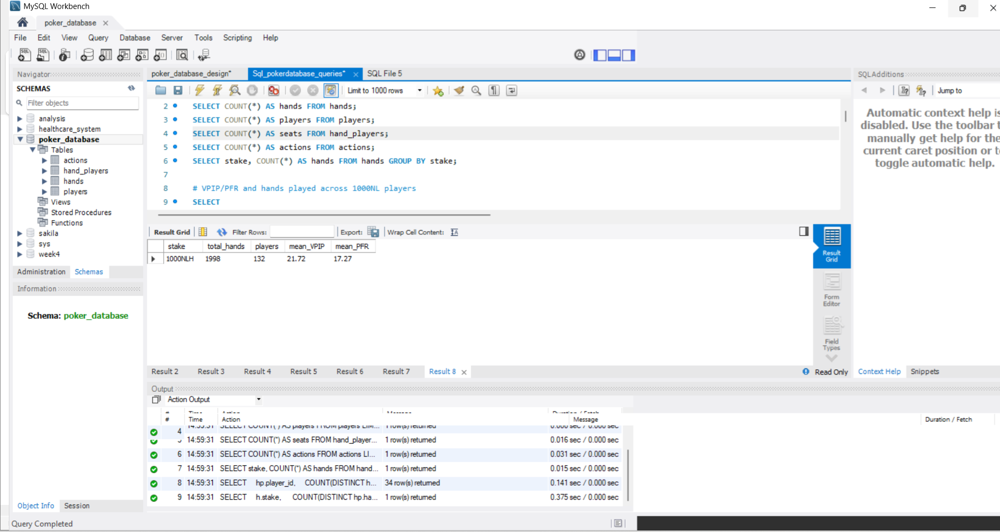 MySQL Workbench
poker_database
File Edit View Query Database Server Tools Scripting Help
Navigator
SCHEMAS
Filter objects
analysis
healthcare_system
poker_database
Tables
actions
hand_players
hands
players
Views
Stored Procedures
Functions
sakila
sys
week4
Administration Schemas
Information
Schema: poker_database
Object Info Session
Query Completed
poker_database_design* Sql_pokerdatabase_queries* SQL File 5
Limit to 1000 rows
2 SELECT COUNT(*) AS hands FROM hands;
3 SELECT COUNT(*) AS players FROM players;
4 SELECT COUNT(*) AS seats FROM hand_players;
5 SELECT COUNT(*) AS actions FROM actions;
6 SELECT stake, COUNT(*) AS hands FROM hands GROUP BY stake;
7
8 # VPIP/PFR and hands played across 1000NL players
9 SELECT
Result Grid Filter Rows: Export: Wrap Cell Content:
stake total_hands players mean_VPIP mean_PFR
1000NLH 1998 132 21.72 17.27
Result Grid
Form Editor
Field Types
Result 2 Result 3 Result 4 Result 5 Result 6 Result 7 Result 8
Read Only
Output
Action Output
# Time Action Message Duration / Fetch
# Time Action Message Duration / Fetch
4 14:59:31 SELECT COUNT(*) AS players FROM players LIM... 1 row(s) returned 0.000 sec / 0.000 sec
5 14:59:31 SELECT COUNT(*) AS seats FROM hand_player... 1 row(s) returned 0.016 sec / 0.000 sec
6 14:59:31 SELECT COUNT(*) AS actions FROM actions LI... 1 row(s) returned 0.031 sec / 0.000 sec
7 14:59:31 SELECT stake, COUNT(*) AS hands FROM hand... 1 row(s) returned 0.015 sec / 0.000 sec
8 14:59:31 SELECT hp.player_id, COUNT(DISTINCT h... 34 row(s) returned 0.141 sec / 0.000 sec
9 14:59:31 SELECT h.stake, COUNT(DISTINCT hp.ha... 1 row(s) returned 0.375 sec / 0.000 sec
SQLAdditions
Jump to
Automatic context help is
disabled. Use the toolbar t
manually get help for the
current caret position or t
toggle automatic help.
Context Help Snippets